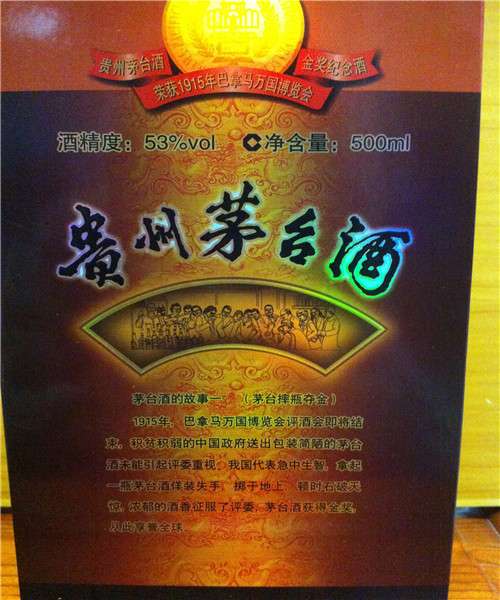 贵州茅台酒
金奖纪念酒
荣获1915年巴拿马万国博览会
酒精度：53%vol 净含量：500ml
贵州茅台酒
茅台酒的故事一：（茅台摔瓶夺金）
1915年，巴拿马万国博览会评酒会即将结
束，积贫积弱的中国政府送出包装简陋的茅台
酒未能引起评委重视，我国代表急中生智，拿起
一瓶茅台酒佯装失手，掷于地上，顿时石破天
惊，浓郁的酒香征服了评委，茅台酒获得金奖，
从此享誉全球。